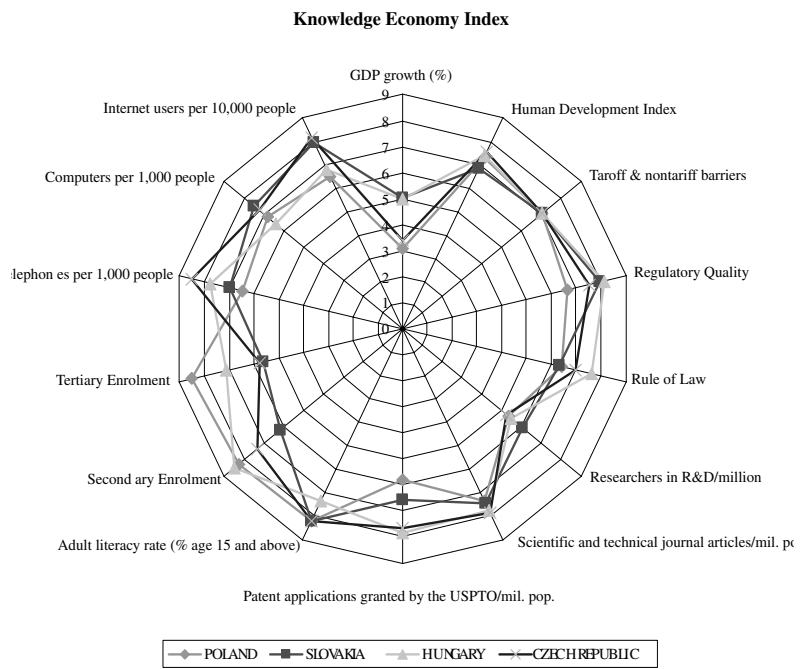 Knowledge Economy Index
GDP growth (%)
9
8
7
6
5
4
3
2
1
0
Human Development Index
Taroff & nontariff barriers
Regulatory Quality
Rule of Law
Researchers in R&D/million
Scientific and technical journal articles/mil. po
Patent applications granted by the USPTO/mil. pop.
Adult literacy rate (% age 15 and above)
Second ary Enrolment
Tertiary Enrolment
lephon es per 1,000 people
Computers per 1,000 people
Internet users per 10,000 people
POLAND SLOVAKIA HUNGARY CZECH REPUBLIC